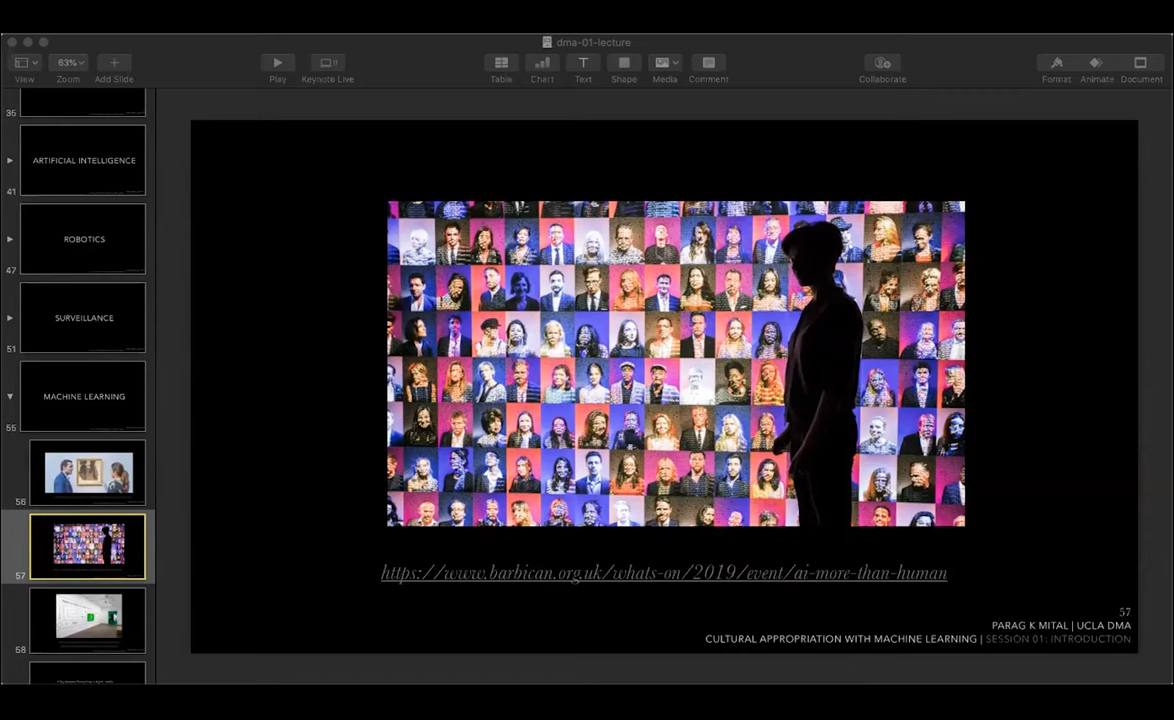 dma-01-lecture
63%
View
Zoom
Add Slide
Play
Keynote Live
Table
Chart
Text
Shape
Media
Comment
Collaborate
Format
Animate
Document
35
ARTIFICIAL INTELLIGENCE
41
ROBOTICS
47
SURVEILLANCE
51
MACHINE LEARNING
55
56
57
58
https://www.barbican.org.uk/whats-on/2019/event/ai-more-than-human
57
PARAG K MITAL | UCLA DMA
CULTURAL APPROPRIATION WITH MACHINE LEARNING | SESSION 01: INTRODUCTION